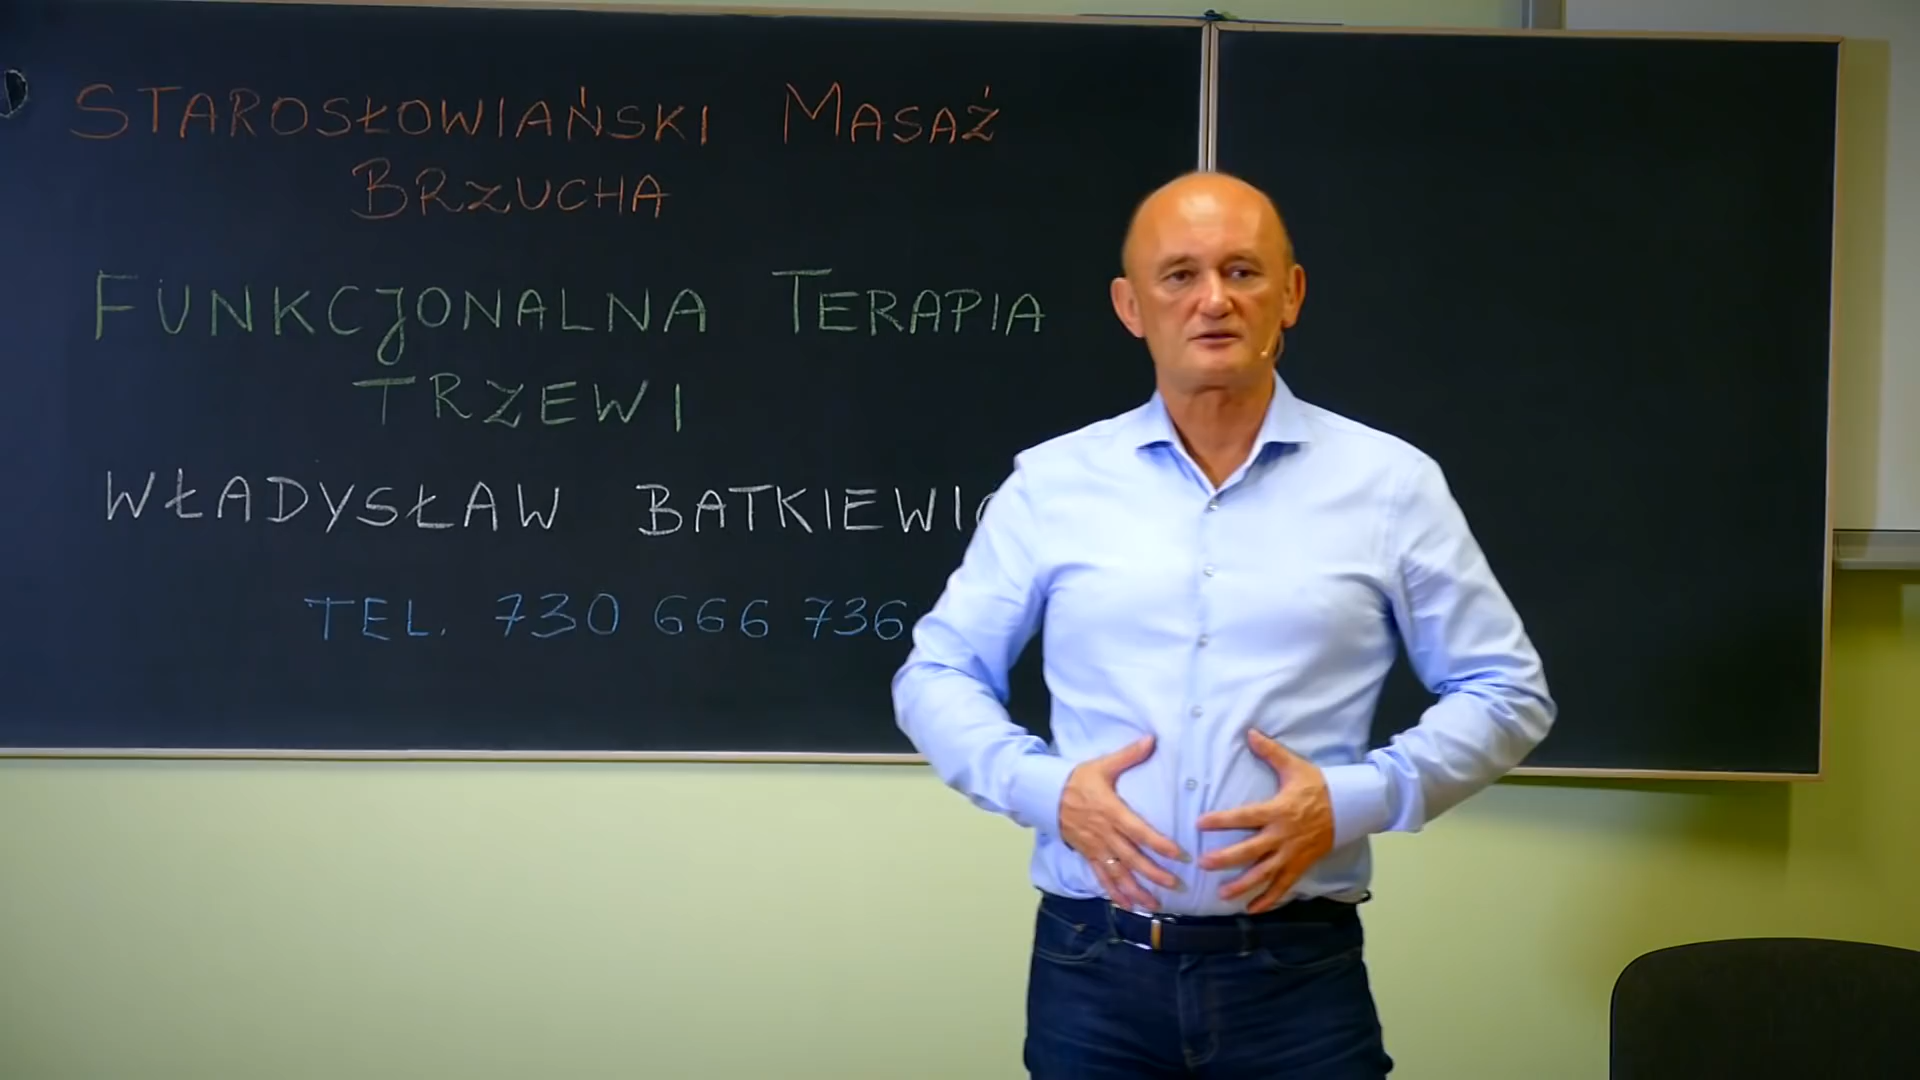 STAROSŁOWIAŃSKI MASAŻ
BRZUCHA
FUNKCJONALNA TERAPIA
TRZEWI
WŁADYSŁAW BATKIEWIC
TEL. 730 666 736